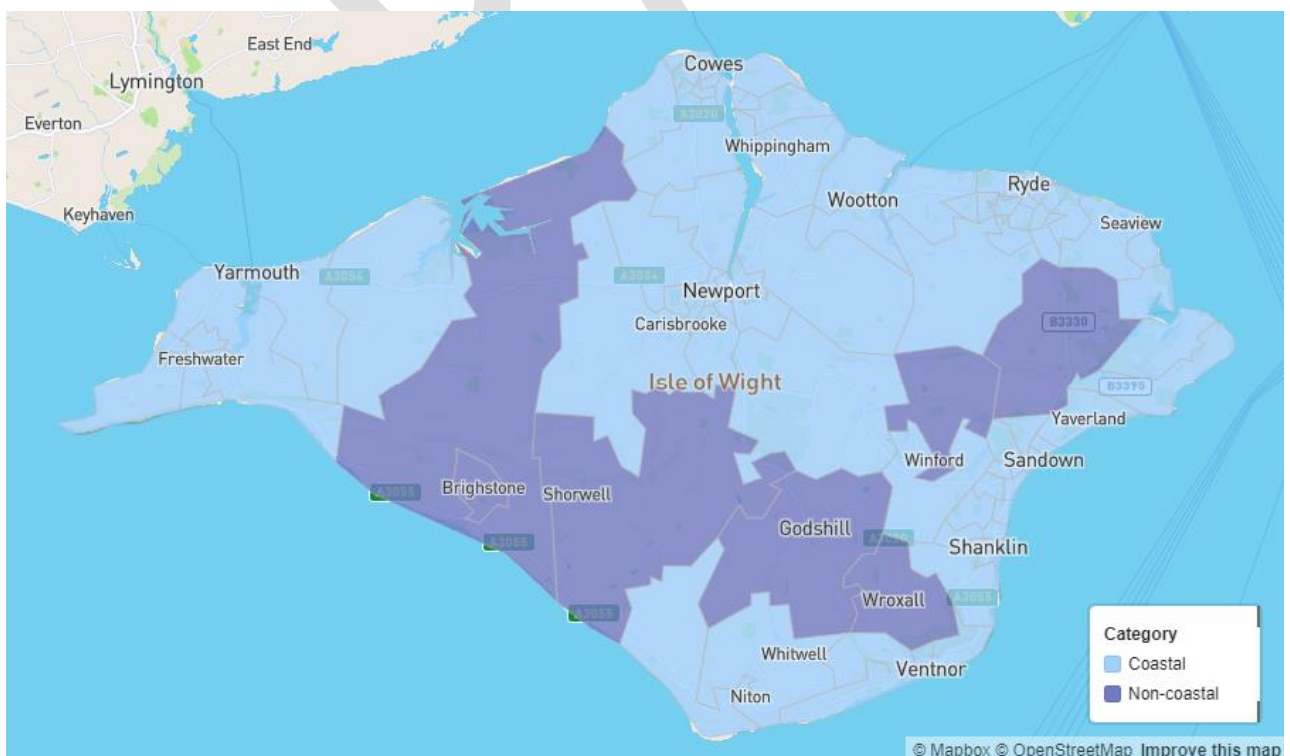 East End
Lymington
Everton
Keyhaven
Cowes
A3020
Whippingham
Wootton
Ryde
Seaview
Yarmouth
A3054
A3054
Newport
Carisbrooke
B3330
Freshwater
Isle of Wight
B3395
Yaverland
Winford
Sandown
Brighstone
Shorwell
A3055
Godshill
A3055
Shanklin
Wroxall
A3055
A3055
Whitwell
Ventnor
Niton
Category
Coastal
Non-coastal
© Mapbox © OpenStreetMap Improve this map